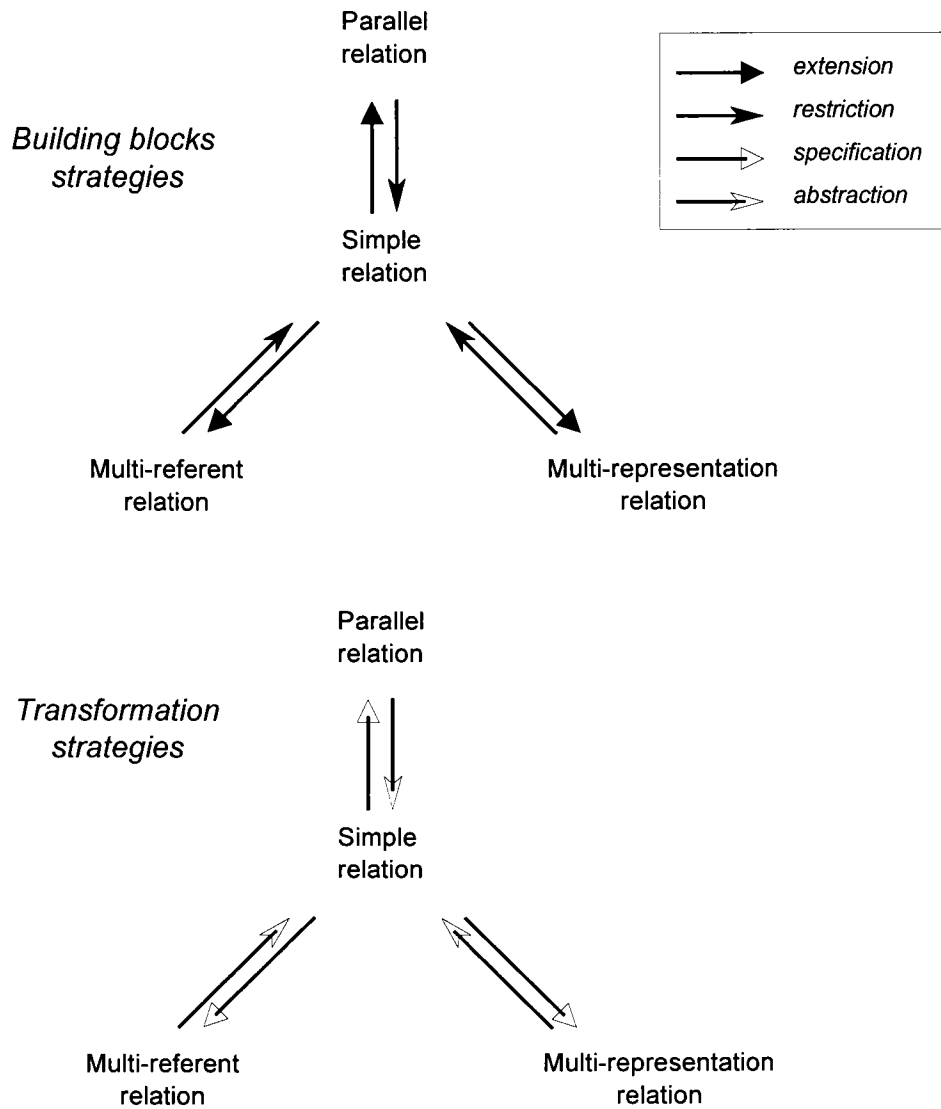 Parallel
relation
extension
restriction
specification
abstraction
Building blocks
strategies
Simple
relation
Multi-referent
relation
Multi-representation
relation
Parallel
relation
Transformation
strategies
Simple
relation
Multi-referent
relation
Multi-representation
relation